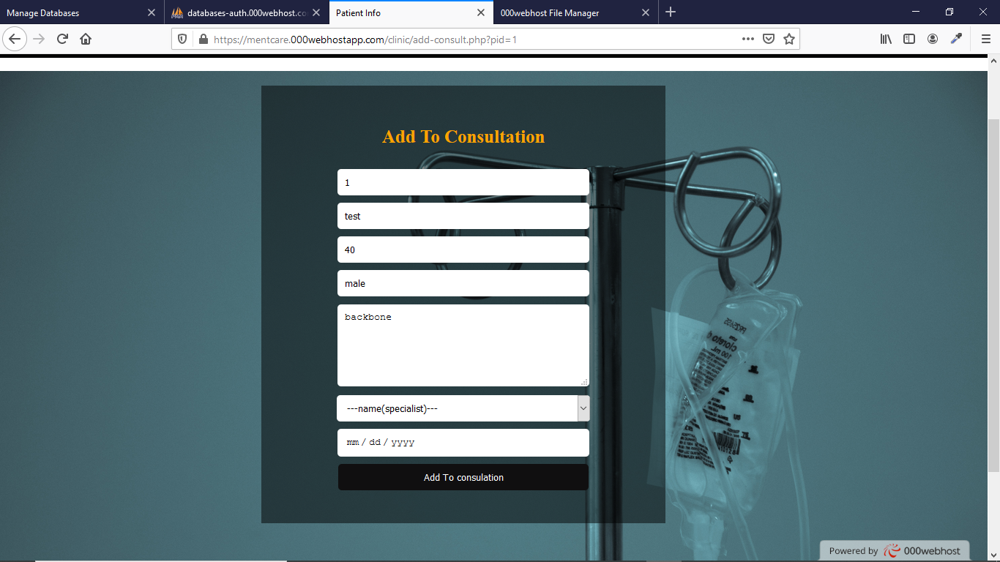 Manage Databases
databases-auth.000webhost.co
Patient Info
000webhost File Manager
https://mentcare.000webhostapp.com/clinic/add-consult.php?pid=1
Add To Consultation
1
test
40
male
backbone
---name(specialist)---
mm / dd / yyyy
Add To consulation
100 mL
Powered by 000webhost